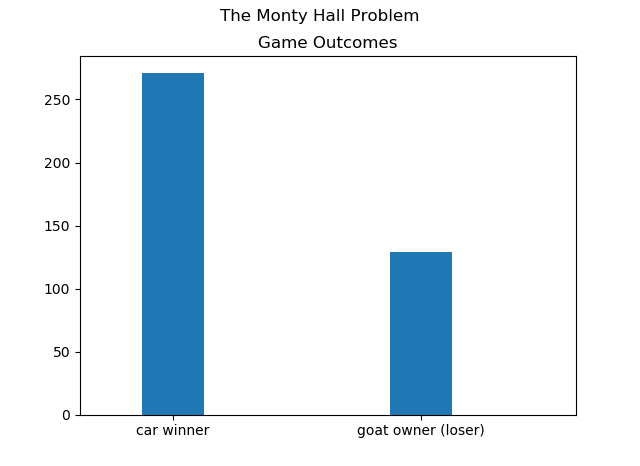 The Monty Hall Problem
Game Outcomes
250
200
150
100
50
0
car winner
goat owner (loser)